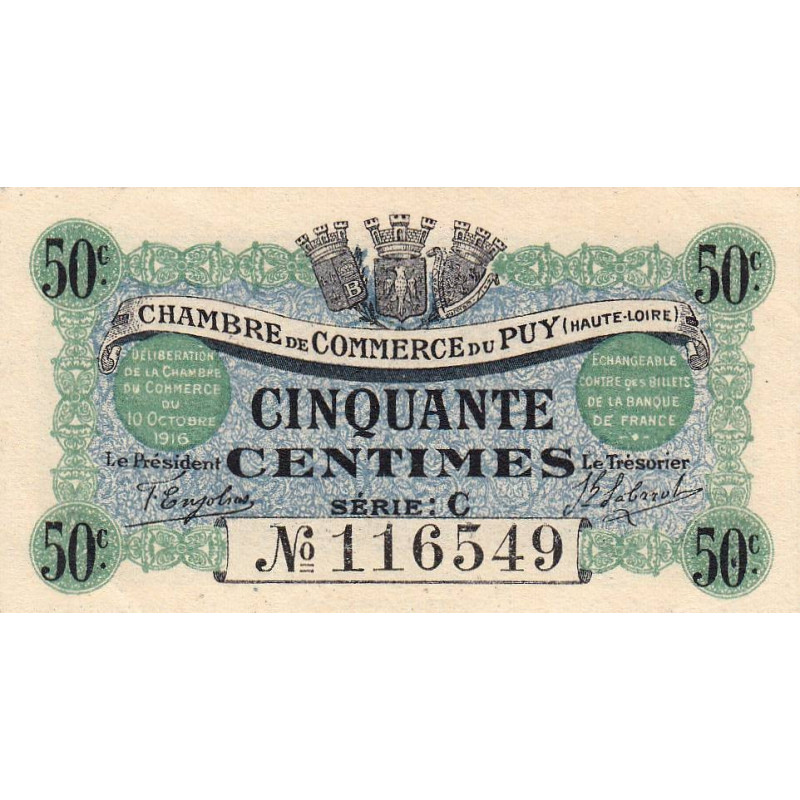 50c. 50c.
CHAMBRE DE COMMERCE DU PUY (HAUTE-LOIRE)
DÉLIBÉRATION
DE LA CHAMBRE
DU COMMERCE
DU
10 OCTOBRE
1916
ÉCHANGEABLE
CONTRE DES BILLETS
DE LA BANQUE
DE FRANCE
B
CINQUANTE
CENTIMES
Le Président
Le Trésorier
SÉRIE: C
50c. 50c.
No 116549